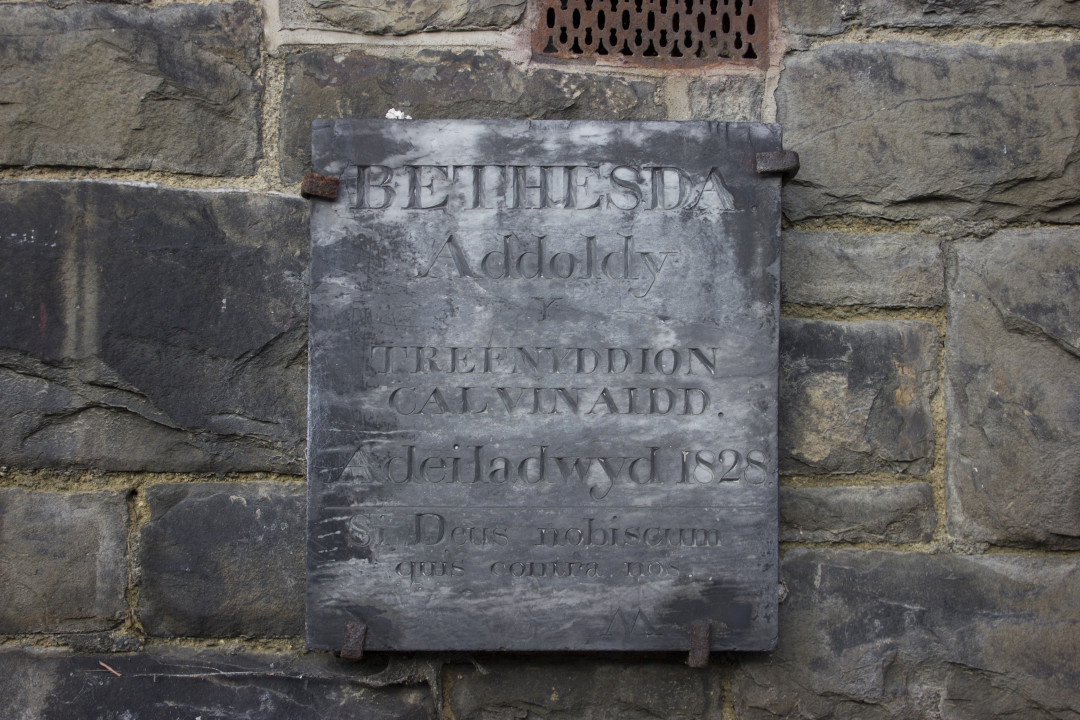 BETHESDA
Addoldy
Y
TREFNYDDION
CALVINAIDD.
Adeiladwyd 1828
Si Deus nobiscum
quis contra nos.